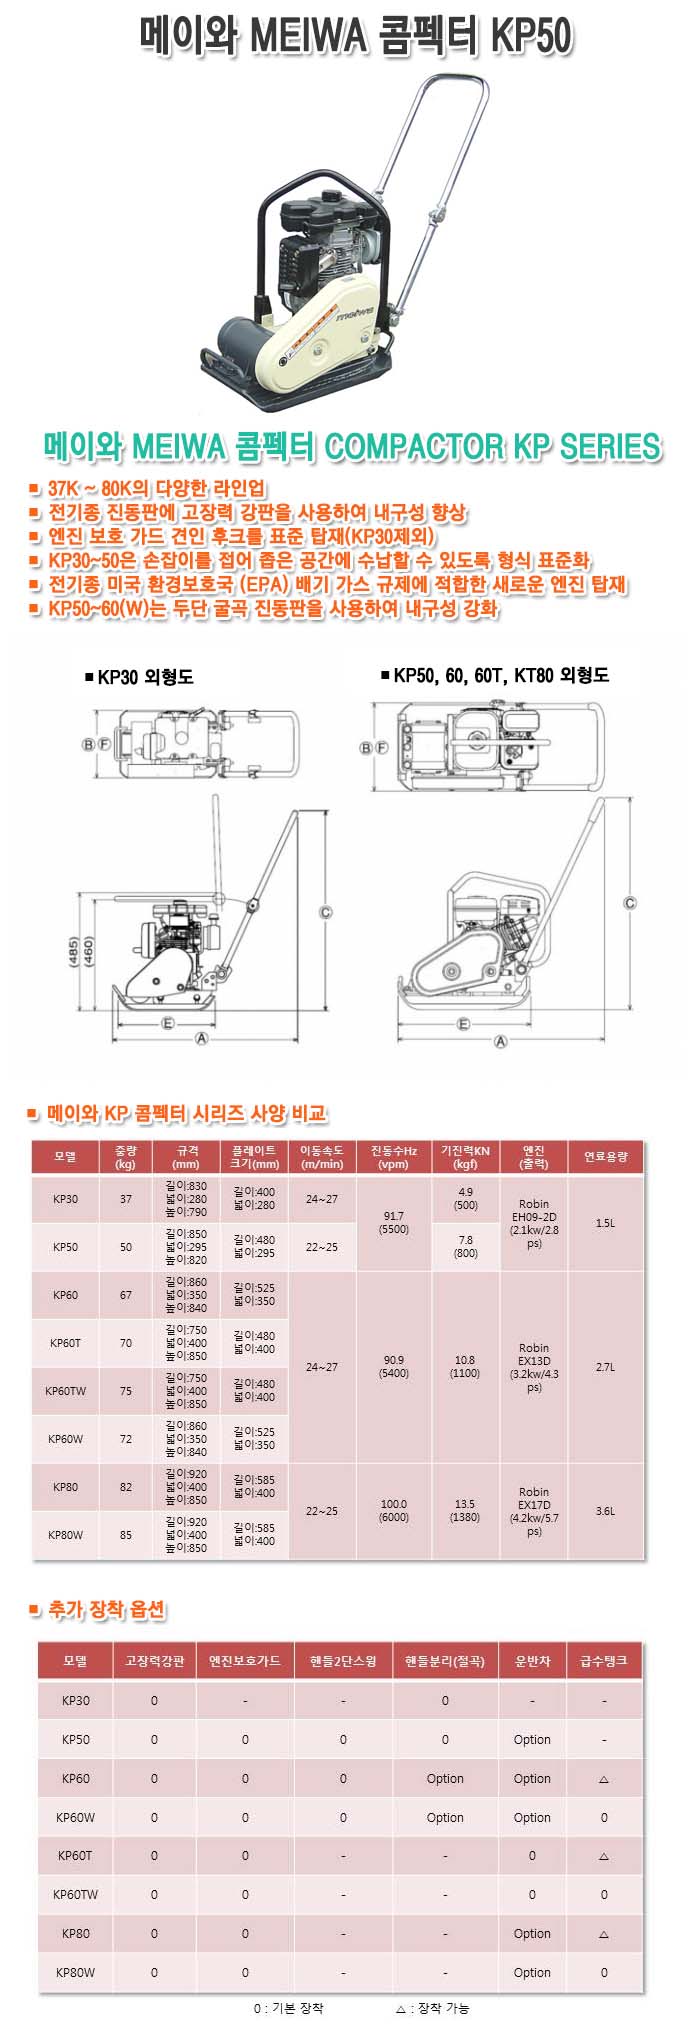 메이와 MEIWA 콤펙터 KP50
meiwa
메이와 MEIWA 콤펙터 COMPACTOR KP SERIES
■ 37K ~ 80K의 다양한 라인업
■ 전기종 진동판에 고장력 강판을 사용하여 내구성 향상
■ 엔진 보호 가드 견인 후크를 표준 탑재(KP30제외)
■ KP30~50은 손잡이를 접어 좁은 공간에 수납할 수 있도록 형식 표준화
■ 전기종 미국 환경보호국 (EPA) 배기 가스 규제에 적합한 새로운 엔진 탑재
■ KP50~60(W)는 두단 굴곡 진동판을 사용하여 내구성 강화
■ KP30 외형도
■ KP50, 60, 60T, KT80 외형도
B F
B F
(485)
(460)
C
E
A
C
E
A
■ 메이와 KP 콤펙터 시리즈 사양 비교
모델 중량 (kg) 규격 (mm) 플레이트 크기(mm) 이동속도 (m/min) 진동수Hz (vpm) 기진력KN (kgf) 엔진 (출력) 연료용량
KP30 37 길이:830 넓이:280 높이:790 길이:400 넓이:280 24~27 91.7 (5500) 4.9 (500) Robin EH09-2D (2.1kw/2.8 ps) 1.5L
KP50 50 길이:850 넓이:295 높이:820 길이:480 넓이:295 22~25 7.8 (800)
KP60 67 길이:860 넓이:350 높이:840 길이:525 넓이:350 24~27 90.9 (5400) 10.8 (1100) Robin EX13D (3.2kw/4.3 ps) 2.7L
KP60T 70 길이:750 넓이:400 높이:850 길이:480 넓이:400
KP60TW 75 길이:750 넓이:400 높이:850 길이:480 넓이:400
KP60W 72 길이:860 넓이:350 높이:840 길이:525 넓이:350
KP80 82 길이:920 넓이:400 높이:850 길이:585 넓이:400 22~25 100.0 (6000) 13.5 (1380) Robin EX17D (4.2kw/5.7 ps) 3.6L
KP80W 85 길이:920 넓이:400 높이:850 길이:585 넓이:400
■ 추가 장착 옵션
모델 고장력강판 엔진보호가드 핸들2단스윙 핸들분리(절곡) 운반차 급수탱크
KP30 0 - - 0 - -
KP50 0 0 0 0 Option -
KP60 0 0 0 Option Option △
KP60W 0 0 0 Option Option 0
KP60T 0 0 - - 0 △
KP60TW 0 0 - - 0 0
KP80 0 0 - - Option △
KP80W 0 0 - - Option 0
0 : 기본 장착 △ : 장착 가능